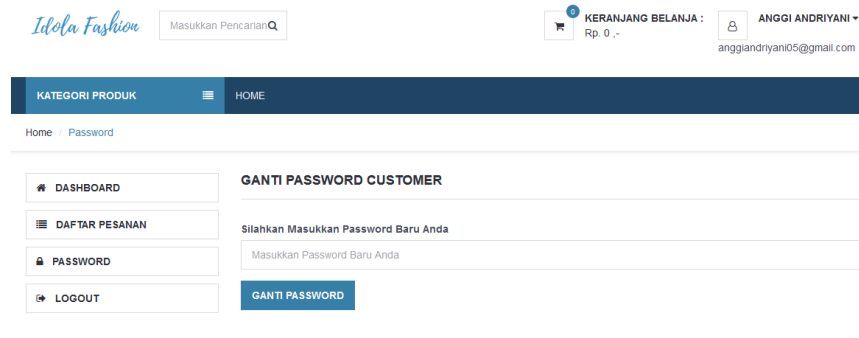 Idola Fashion
Masukkan Pencarian
0
KERANJANG BELANJA :
Rp. 0 ,-
ANGGI ANDRIYANI
anggiandriyani05@gmail.com
KATEGORI PRODUK
HOME
Home / Password
DASHBOARD
DAFTAR PESANAN
PASSWORD
LOGOUT
GANTI PASSWORD CUSTOMER
Silahkan Masukkan Password Baru Anda
Masukkan Password Baru Anda
GANTI PASSWORD